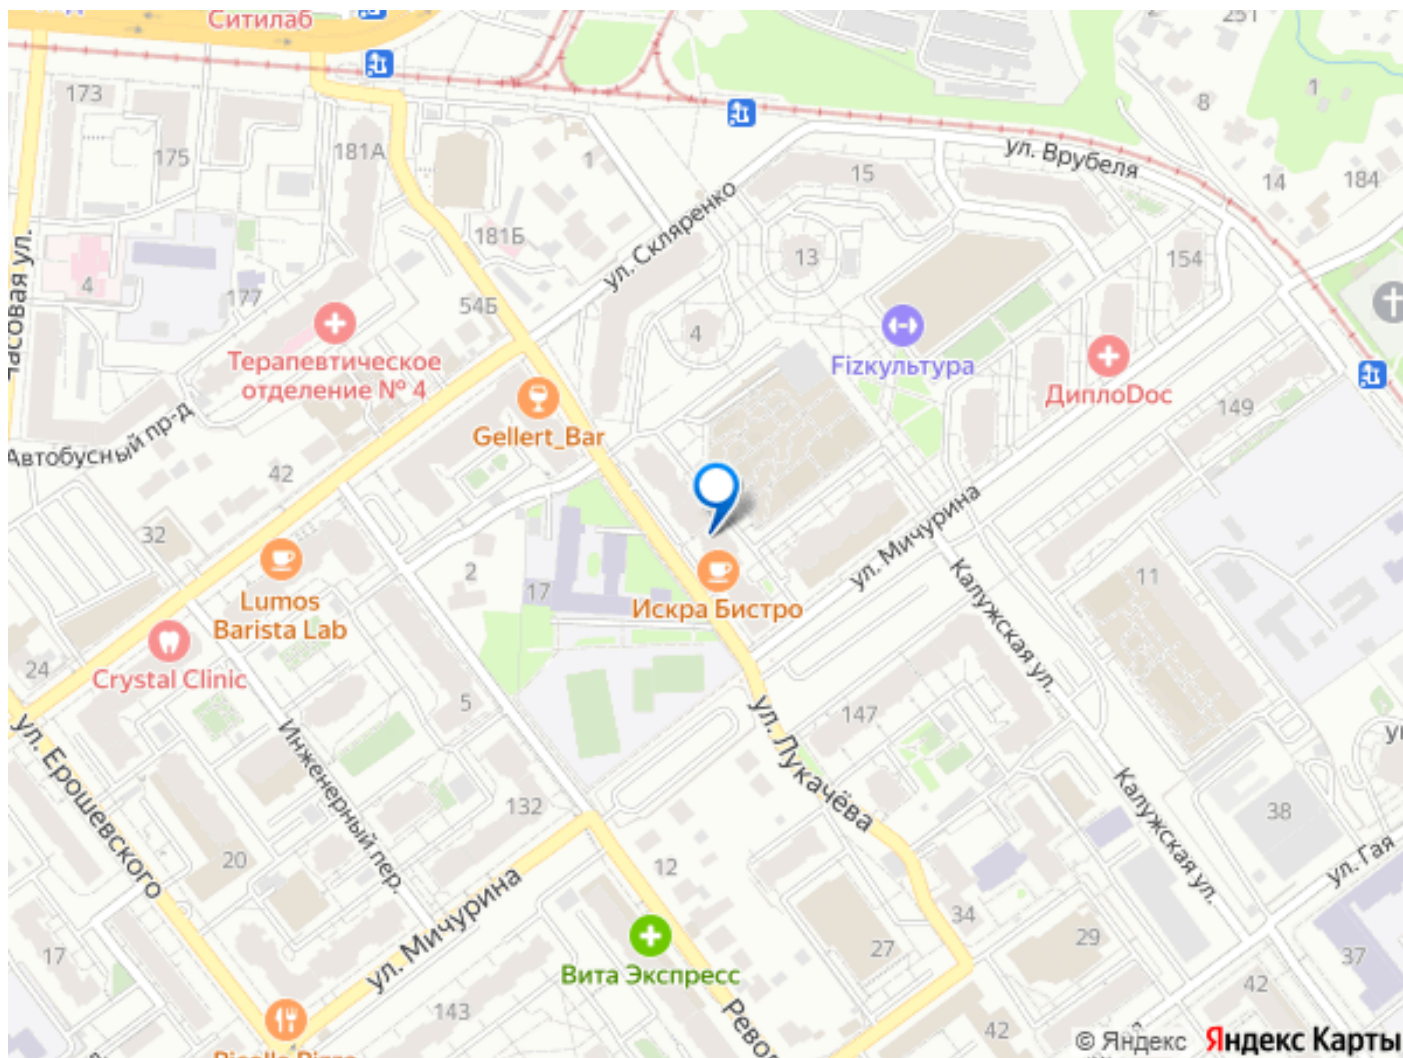 Ситилаб
251
173
175
181А
1
8
1
14
184
ул. Врубеля
15
ул. Скляренко
181Б
13
154
4
177
54Б
4
часовая ул.
Терапевтическое
отделение № 4
Fizкультура
ДиплоDoc
149
Gellert_Bar
Автобусный пр-д
42
32
ул. Мичурина
2
17
Искра Бистро
Калужская ул.
11
Lumos
Barista Lab
24
Crystal Clinic
5
147
ул. Лукачёва
ул. Ерошевского
Инженерный пер.
132
Калужская ул.
38
20
12
ул. Гая
ул. Мичурина
34
27
29
37
17
Вита Экспресс
143
42
42
© Яндекс Яндекс Карты